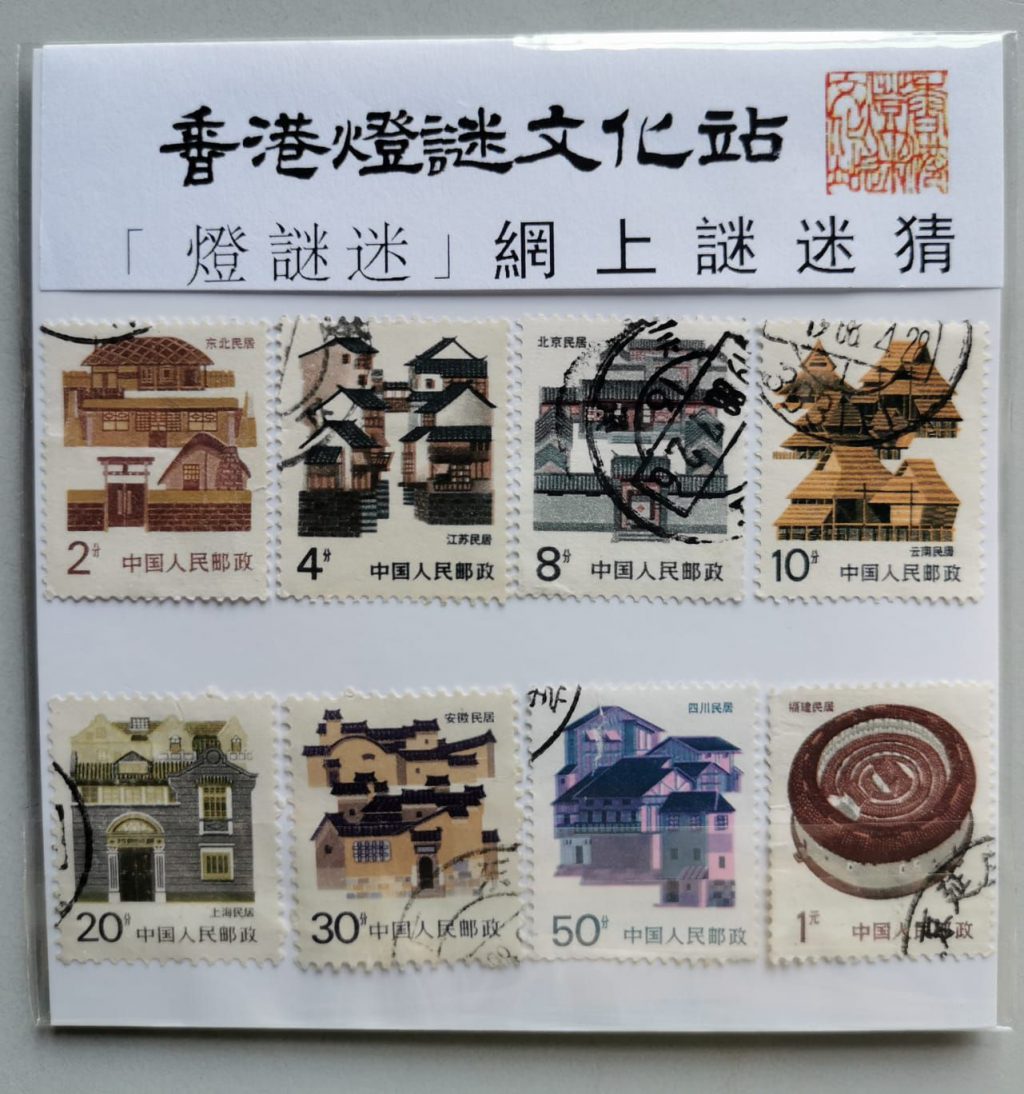 香港燈謎文化站
「燈謎迷」網上謎迷猜
东北民居
2分 中国人民邮政
江苏民居
4分 中国人民邮政
北京民居
8分 中国人民邮政
云南民居
10分 中国人民邮政
上海民居
20分 中国人民邮政
安徽民居
30分 中国人民邮政
四川民居
50分 中国人民邮政
福建民居
1元 中国人民邮政